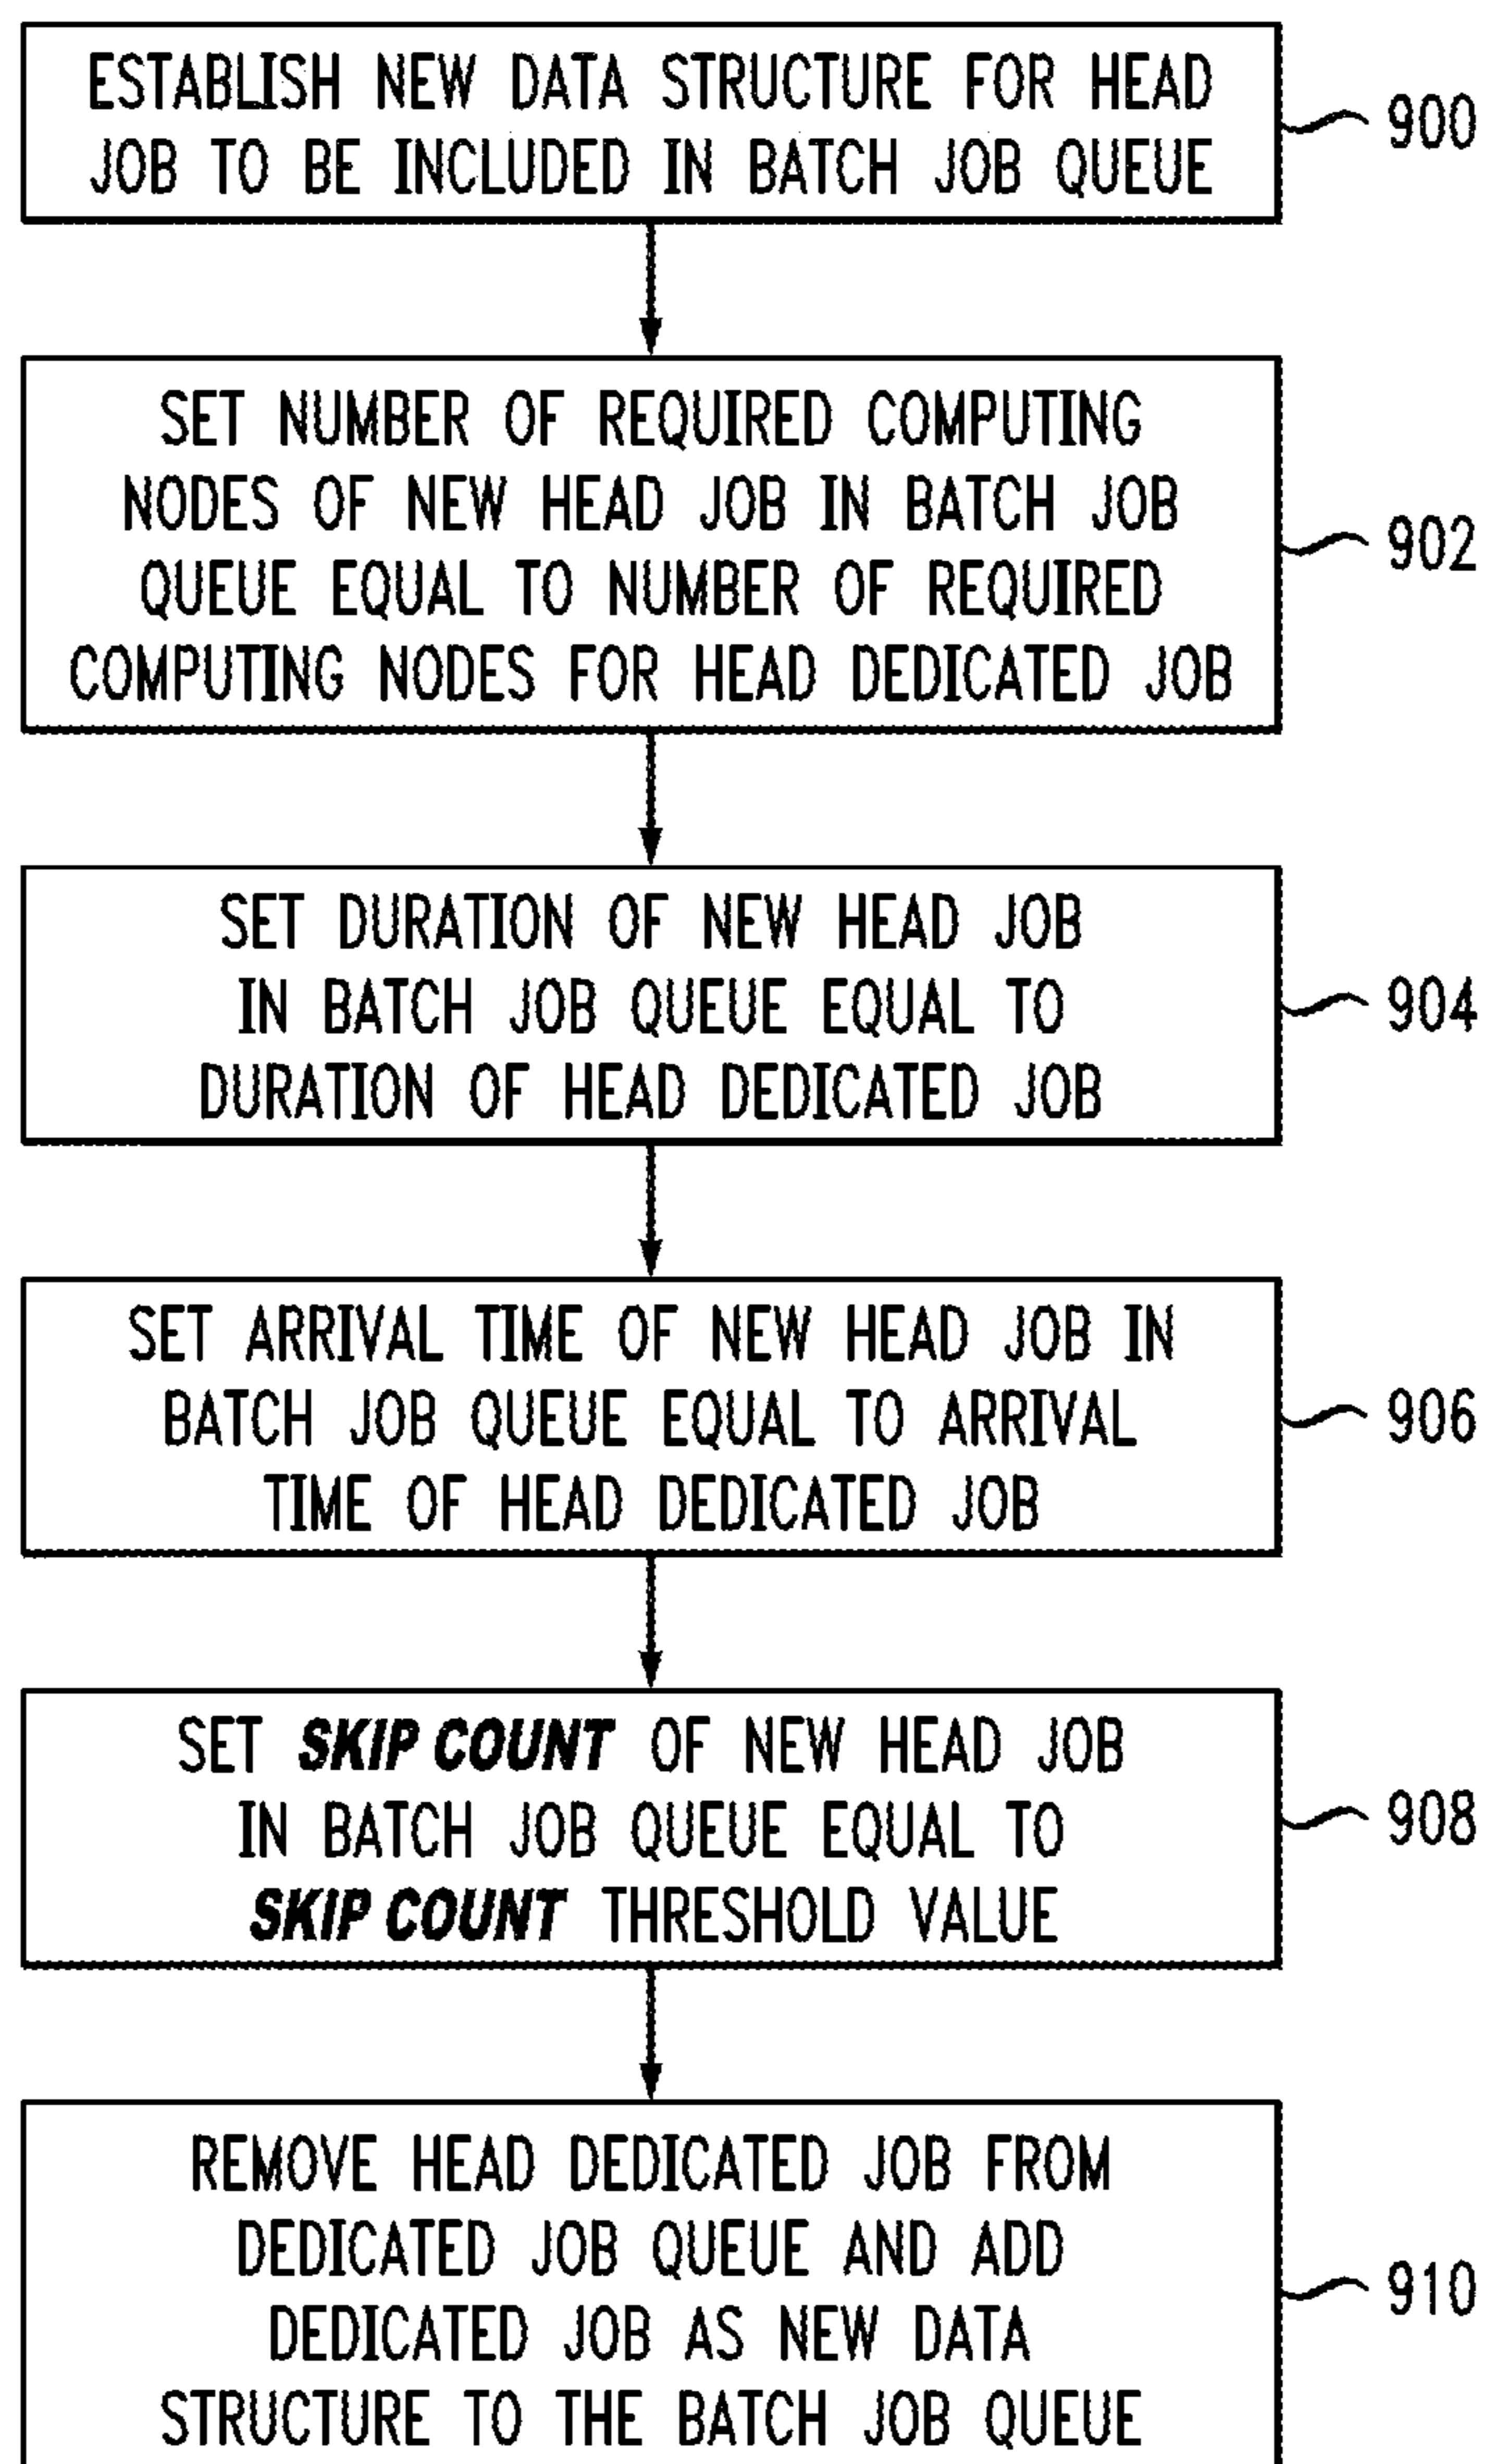 ESTABLISH NEW DATA STRUCTURE FOR HEAD
JOB TO BE INCLUDED IN BATCH JOB QUEUE
900
SET NUMBER OF REQUIRED COMPUTING
NODES OF NEW HEAD JOB IN BATCH JOB
QUEUE EQUAL TO NUMBER OF REQUIRED
COMPUTING NODES FOR HEAD DEDICATED JOB
902
SET DURATION OF NEW HEAD JOB
IN BATCH JOB QUEUE EQUAL TO
DURATION OF HEAD DEDICATED JOB
904
SET ARRIVAL TIME OF NEW HEAD JOB IN
BATCH JOB QUEUE EQUAL TO ARRIVAL
TIME OF HEAD DEDICATED JOB
906
SET SKIP COUNT OF NEW HEAD JOB
IN BATCH JOB QUEUE EQUAL TO
SKIP COUNT THRESHOLD VALUE
908
REMOVE HEAD DEDICATED JOB FROM
DEDICATED JOB QUEUE AND ADD
DEDICATED JOB AS NEW DATA
STRUCTURE TO THE BATCH JOB QUEUE
910